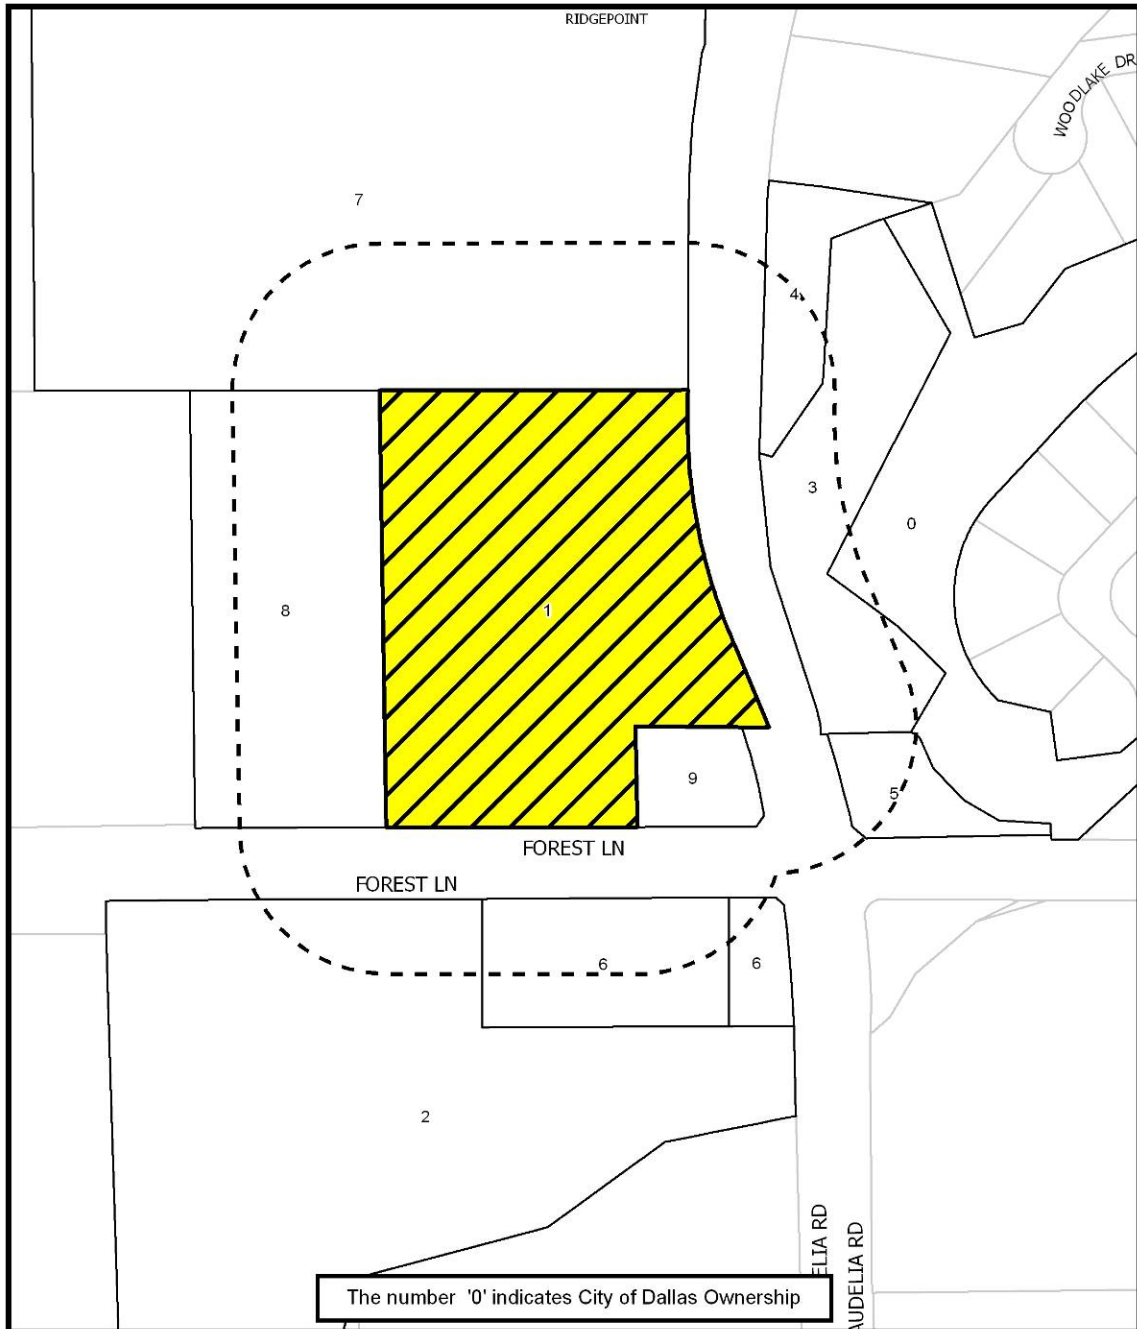 RIDGEPOINT
WOODLAKE DR
7
4
3
0
8
1
9
5
FOREST LN
FOREST LN
6
6
2
ELIA RD
AUDELIA RD
The number '0' indicates City of Dallas Ownership